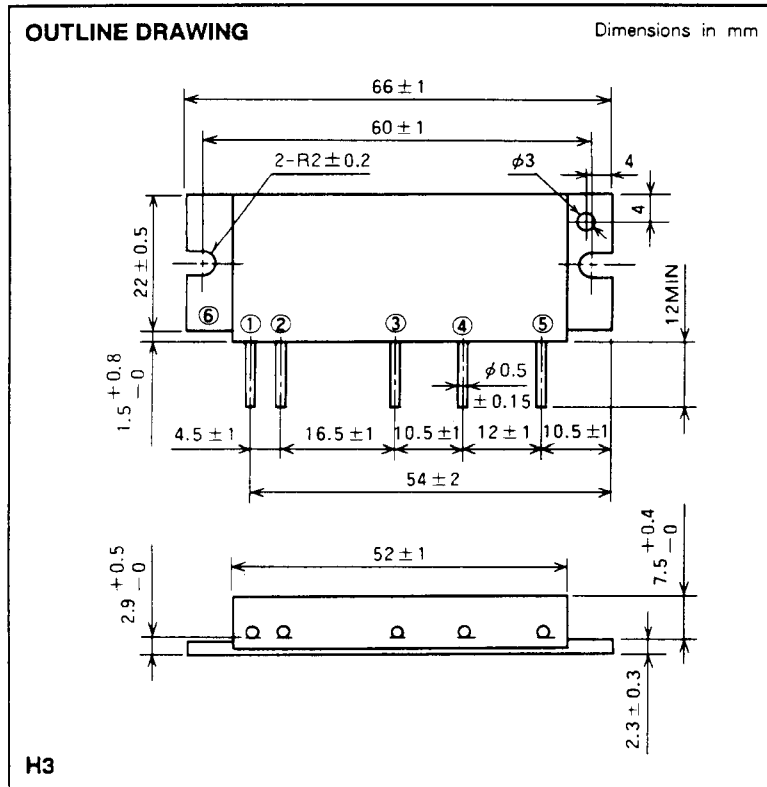 OUTLINE DRAWING
Dimensions in mm
66±1
60±1
2-R2±0.2
φ3
4
4
22±0.5
12MIN
⑥
①
②
③
④
⑤
φ0.5
±0.15
1.5 +0.8 −0
4.5±1
16.5±1
10.5±1
12±1
10.5±1
54±2
52±1
2.9 +0.5 −0
7.5 +0.4 −0
2.3±0.3
H3